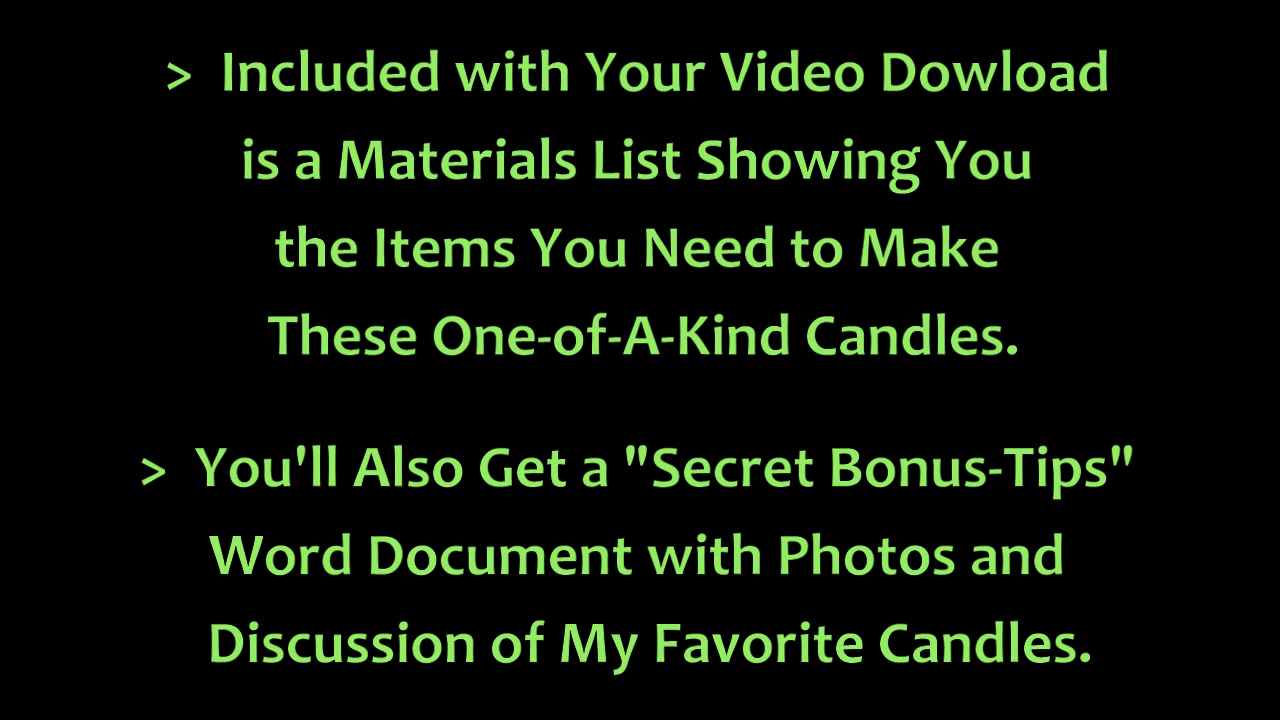 > Included with Your Video Dowload
is a Materials List Showing You
the Items You Need to Make
These One-of-A-Kind Candles.
> You'll Also Get a "Secret Bonus-Tips"
Word Document with Photos and
Discussion of My Favorite Candles.